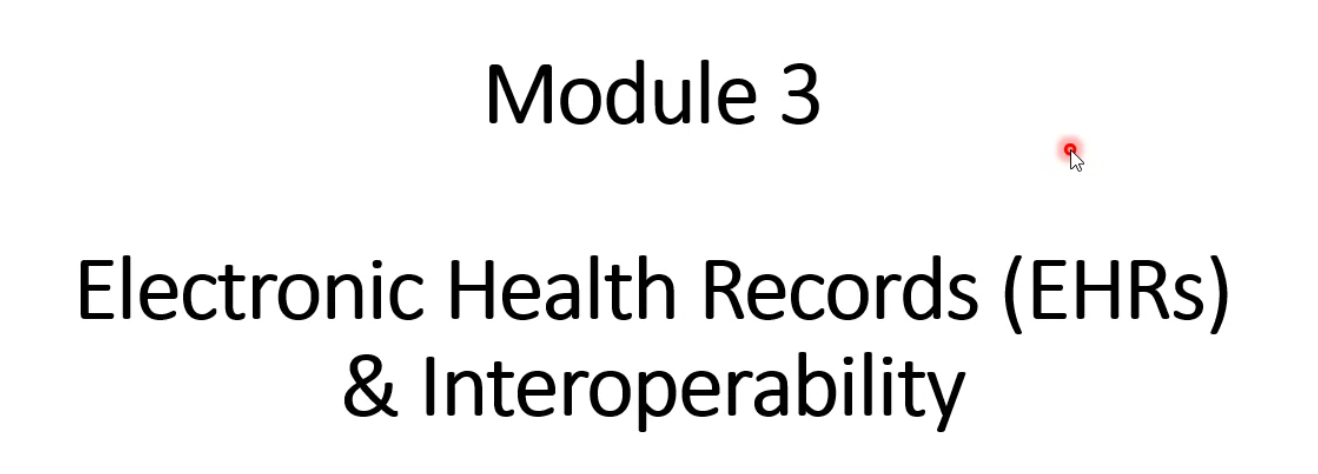 Module 3
Electronic Health Records (EHRs)
& Interoperability